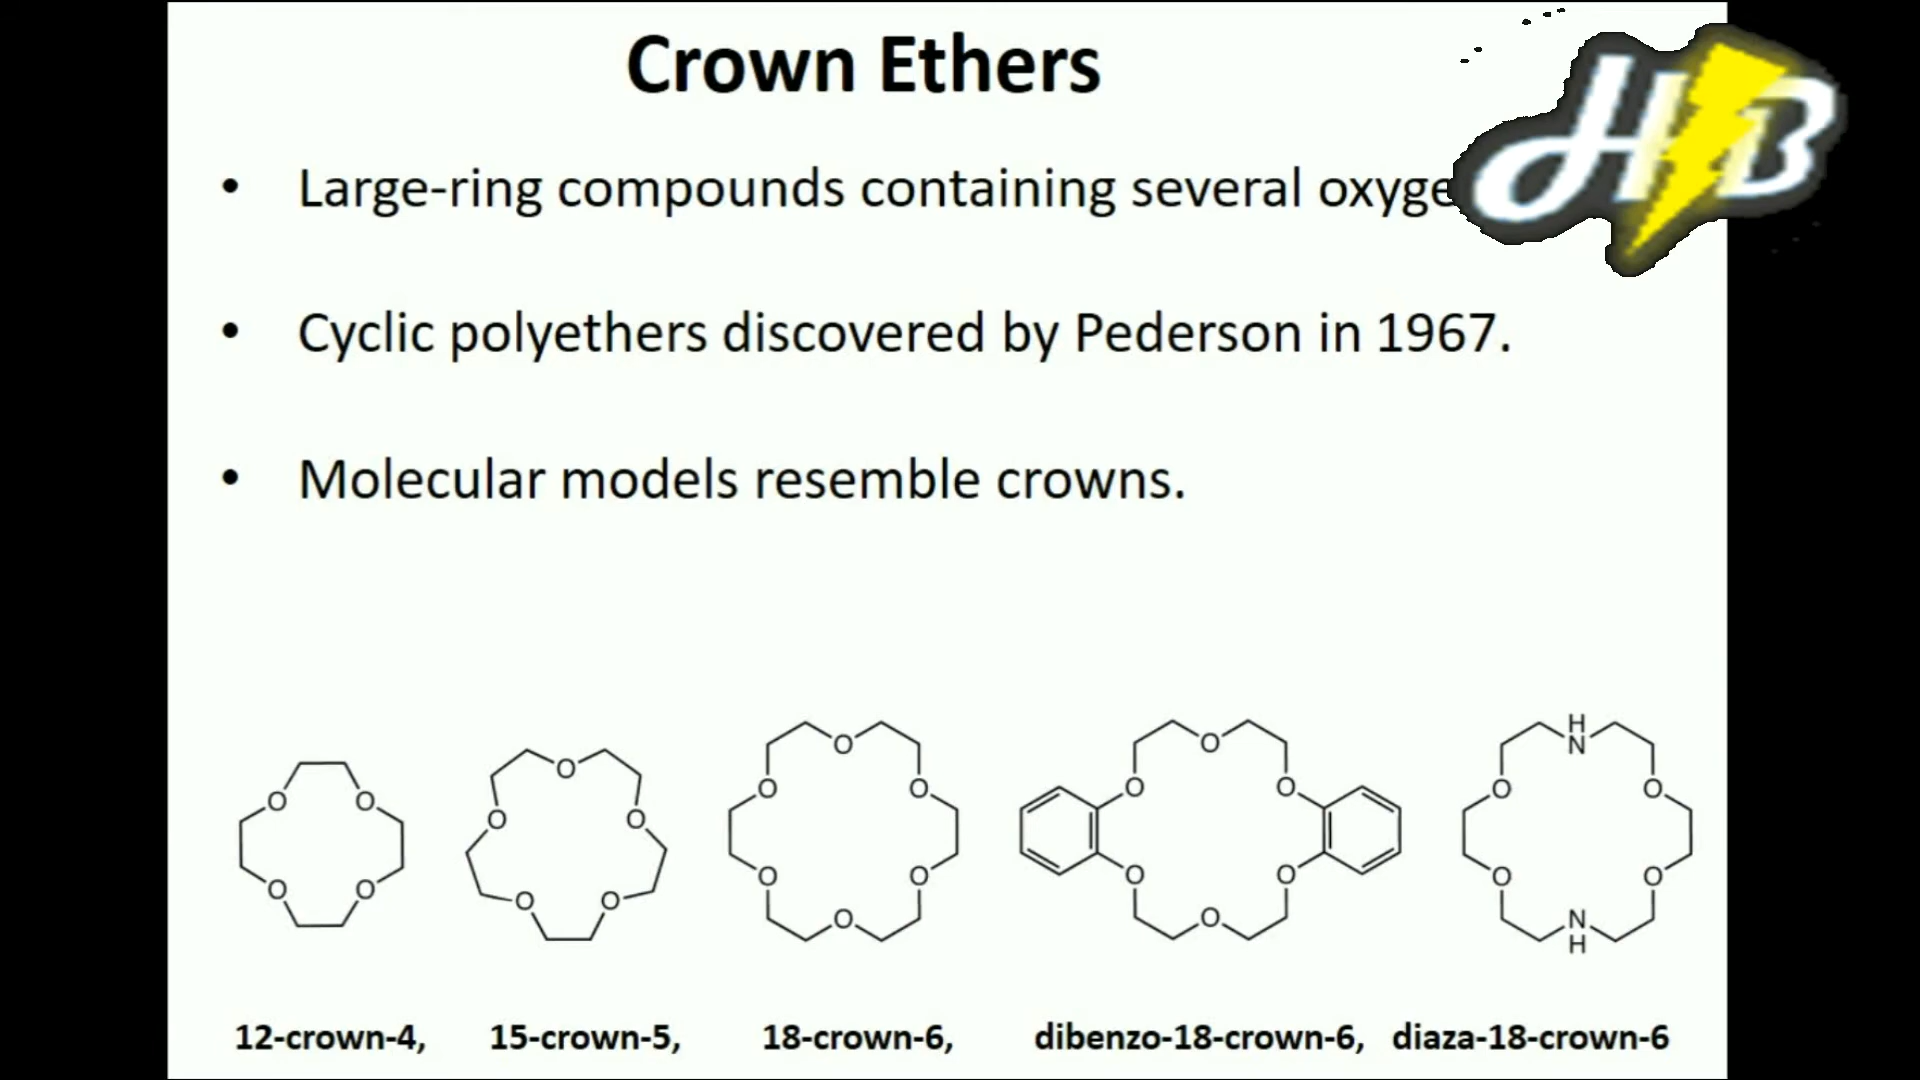 Crown Ethers
HB
• Large-ring compounds containing several
• Cyclic polyethers discovered by Pederson in 1967.
• Molecular models resemble crowns.
O O O O
O O O O O
O O O O O O
O O O O O O
H N O O O O N H
12-crown-4, 15-crown-5, 18-crown-6, dibenzo-18-crown-6, diaza-18-crown-6